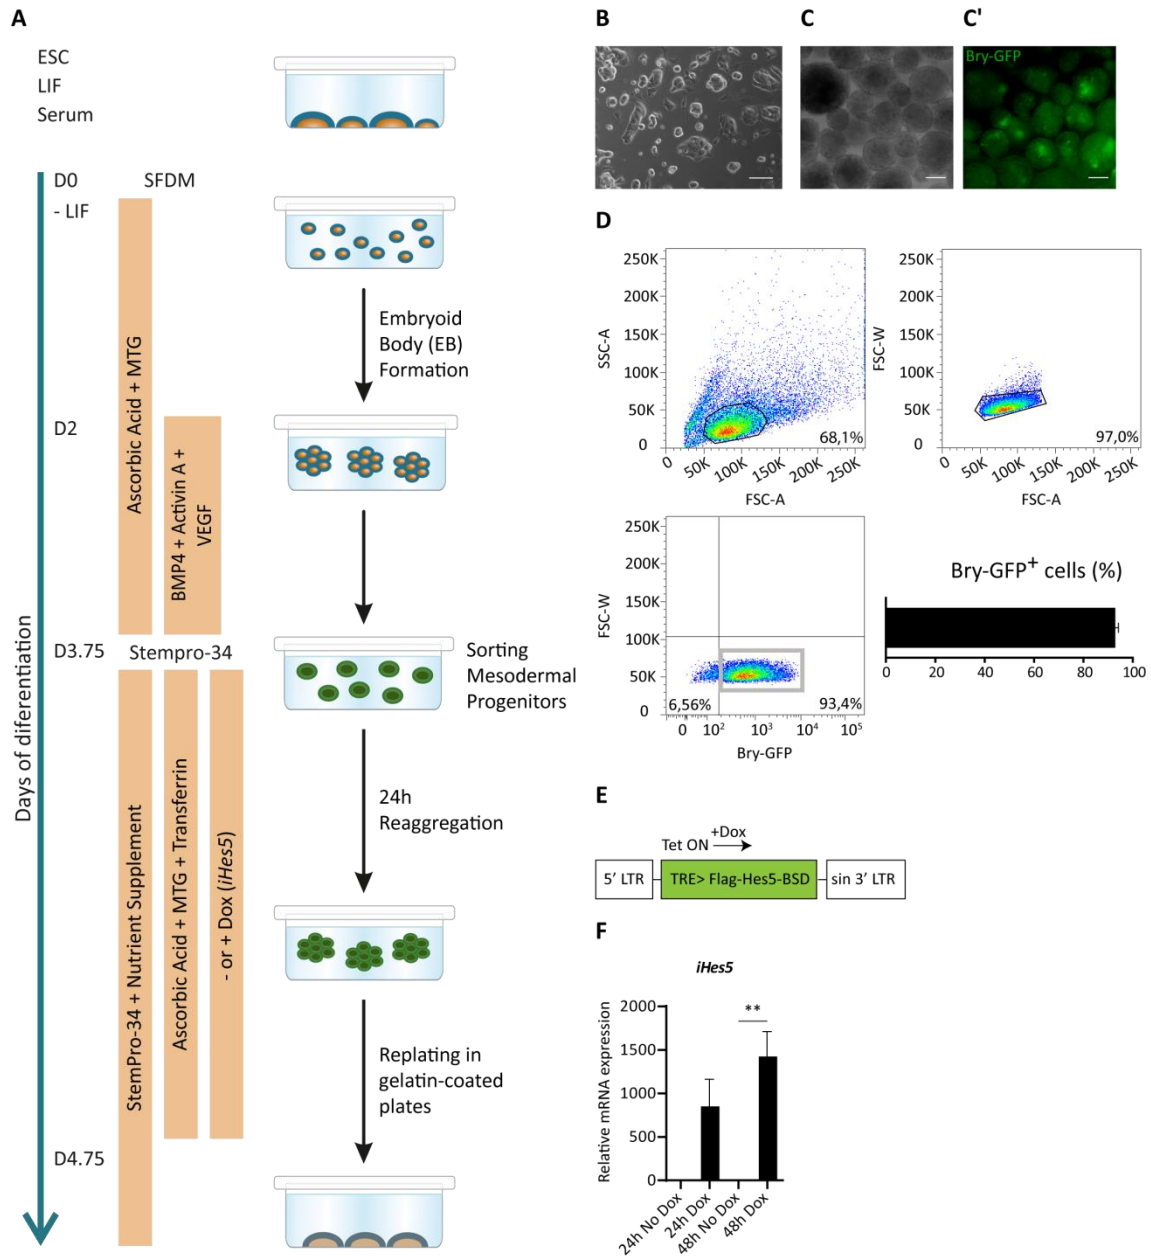 A
ESC
LIF
Serum
D0
- LIF
SFDM
Ascorbic Acid + MTG
Embryoid
Body (EB)
Formation
D2
BMP4 + Activin A +
VEGF
Days of diferentiation
D3.75
Stempro-34
Sorting
Mesodermal
Progenitors
StemPro-34 + Nutrient Supplement
Ascorbic Acid + MTG + Transferrin
- or + Dox (iHes5)
24h
Reaggregation
Replating in
gelatin-coated
plates
D4.75
B
C
C'
Bry-GFP
D
SSC-A
250K
200K
150K
100K
50K
0
68,1%
0 50K 100K 150K 200K 250K
FSC-A
FSC-W
250K
200K
150K
100K
50K
0
97,0%
0 50K 100K 150K 200K 250K
FSC-A
FSC-W
250K
200K
150K
100K
50K
0
6,56% 93,4%
0 10² 10³ 10⁴ 10⁵
Bry-GFP
Bry-GFP⁺ cells (%)
0 20 40 60 80 100
E
+Dox
Tet ON
5' LTR
TRE> Flag-Hes5-BSD
sin 3' LTR
F
iHes5
Relative mRNA expression
2000
1500
1000
500
0
**
24h No Dox
24h Dox
48h No Dox
48h Dox